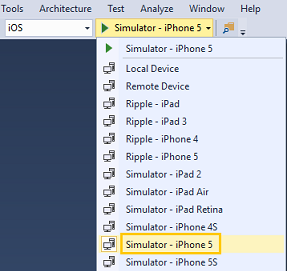 Tools Architecture Test Analyze Window
iOS Simulator - iPhone 5
Simulator - iPhone 5
Local Device
Remote Device
Ripple - iPad
Ripple - iPad 3
Ripple - iPhone 4
Ripple - iPhone 5
Simulator - iPad 2
Simulator - iPad Air
Simulator - iPad Retina
Simulator - iPhone 4S
Simulator - iPhone 5
Simulator - iPhone 5S